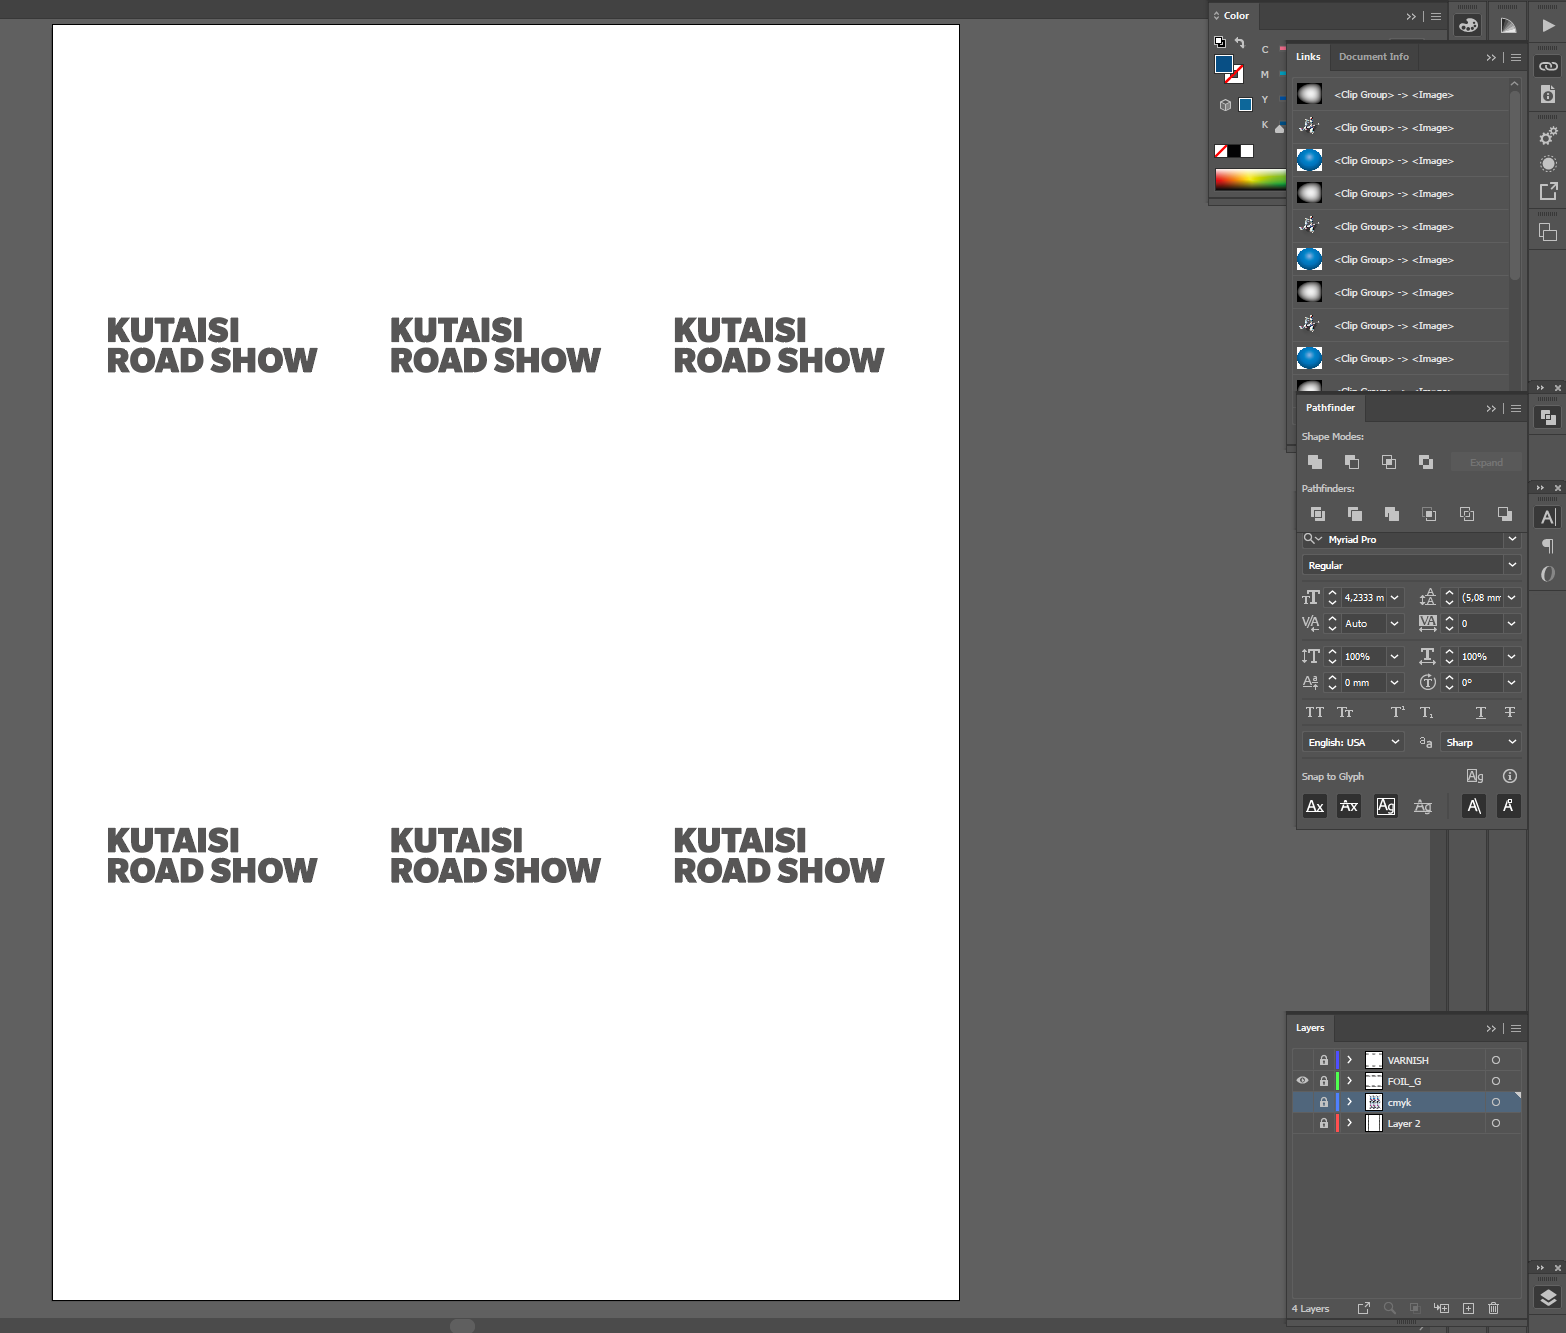 Color
C
M
Y
K
Links
Document Info
<Clip Group> -> <Image>
<Clip Group> -> <Image>
<Clip Group> -> <Image>
<Clip Group> -> <Image>
<Clip Group> -> <Image>
<Clip Group> -> <Image>
<Clip Group> -> <Image>
<Clip Group> -> <Image>
<Clip Group> -> <Image>
KUTAISI
ROAD SHOW
KUTAISI
ROAD SHOW
KUTAISI
ROAD SHOW
Pathfinder
Shape Modes:
Expand
Pathfinders:
Myriad Pro
Regular
4,2333 m
(5,08 mm
Auto
0
100%
100%
0 mm
0°
English: USA
Sharp
Snap to Glyph
KUTAISI
ROAD SHOW
KUTAISI
ROAD SHOW
KUTAISI
ROAD SHOW
Layers
VARNISH
FOIL_G
cmyk
Layer 2
4 Layers